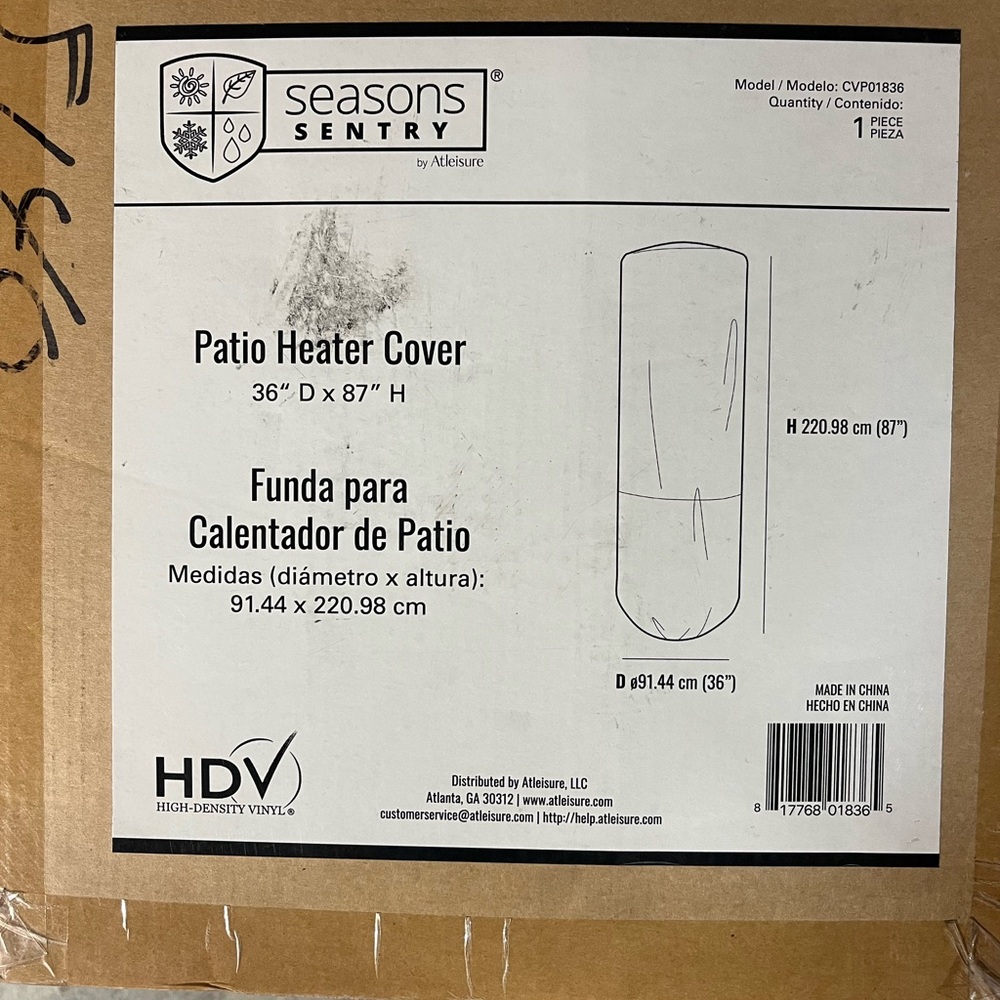 seasons®
SENTRY
by Atleisure
Model / Modelo: CVP01836
Quantity / Contenido:
1 PIECE
PIEZA
Patio Heater Cover
36“ D x 87” H
Funda para
Calentador de Patio
Medidas (diámetro x altura):
91.44 x 220.98 cm
H 220.98 cm (87”)
D ø91.44 cm (36”)
MADE IN CHINA
HECHO EN CHINA
HDV
HIGH-DENSITY VINYL®
Distributed by Atleisure, LLC
Atlanta, GA 30312 | www.atleisure.com
customerservice@atleisure.com | http://help.atleisure.com
8 17768 01836 5